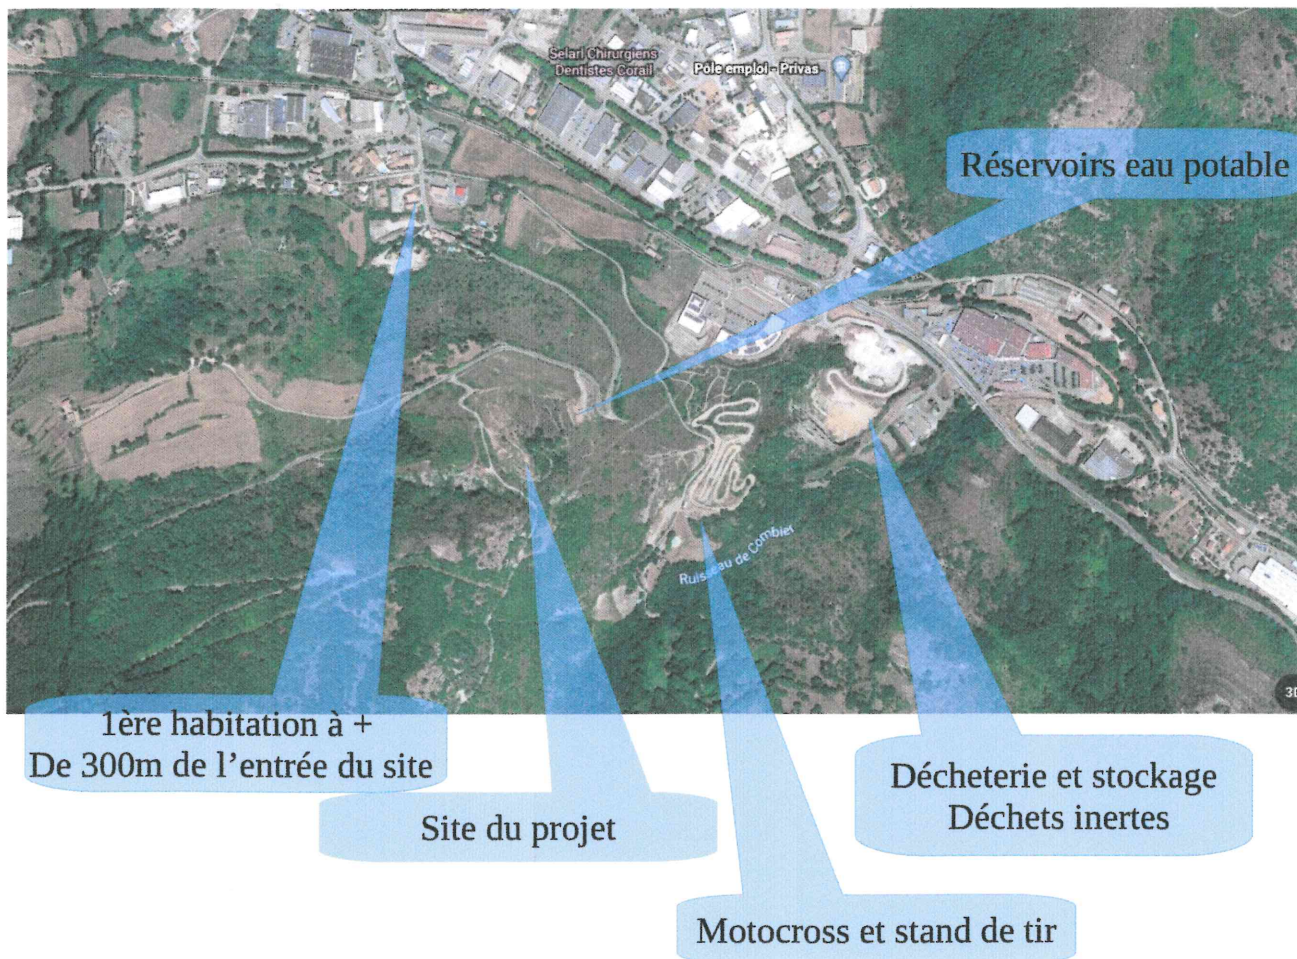 Selarl Chirurgiens
Dentistes Corail
Pôle emploi - Privas
Réservoirs eau potable
Ruisseau de Combier
3D
1ère habitation à +
De 300m de l'entrée du site
Site du projet
Décheterie et stockage
Déchets inertes
Motocross et stand de tir